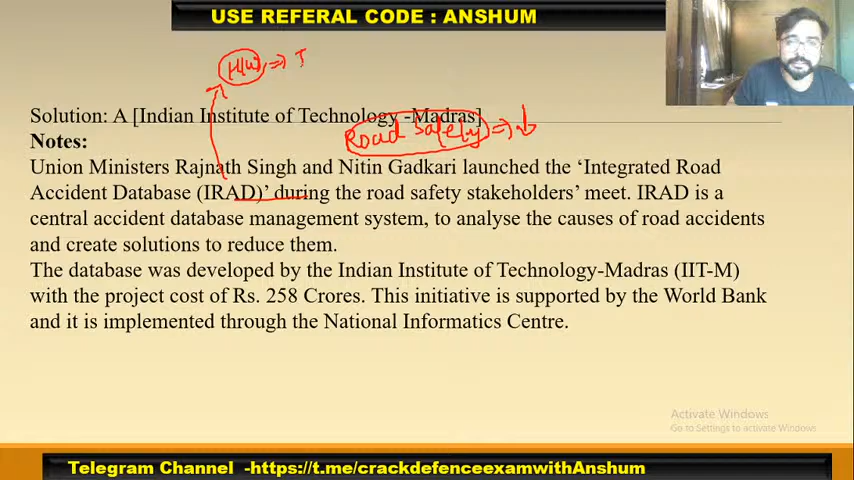 USE REFERAL CODE : ANSHUM
Solution: A [Indian Institute of Technology -Madras]
Road Safety
Notes:
Union Ministers Rajnath Singh and Nitin Gadkari launched the ‘Integrated Road
Accident Database (IRAD)’ during the road safety stakeholders’ meet. IRAD is a
central accident database management system, to analyse the causes of road accidents
and create solutions to reduce them.
The database was developed by the Indian Institute of Technology-Madras (IIT-M)
with the project cost of Rs. 258 Crores. This initiative is supported by the World Bank
and it is implemented through the National Informatics Centre.
Activate Windows
Go to Settings to activate Windows.
Telegram Channel -https://t.me/crackdefenceexamwithAnshum